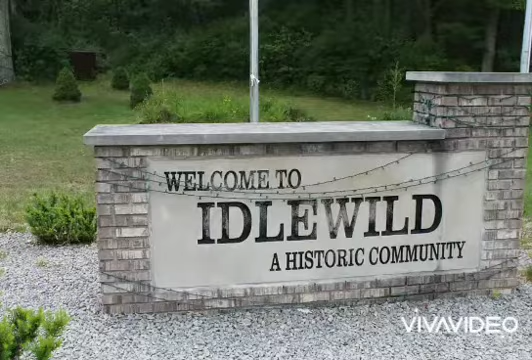 WELCOME TO
IDLEWILD
A HISTORIC COMMUNITY
VIVAVIDEO